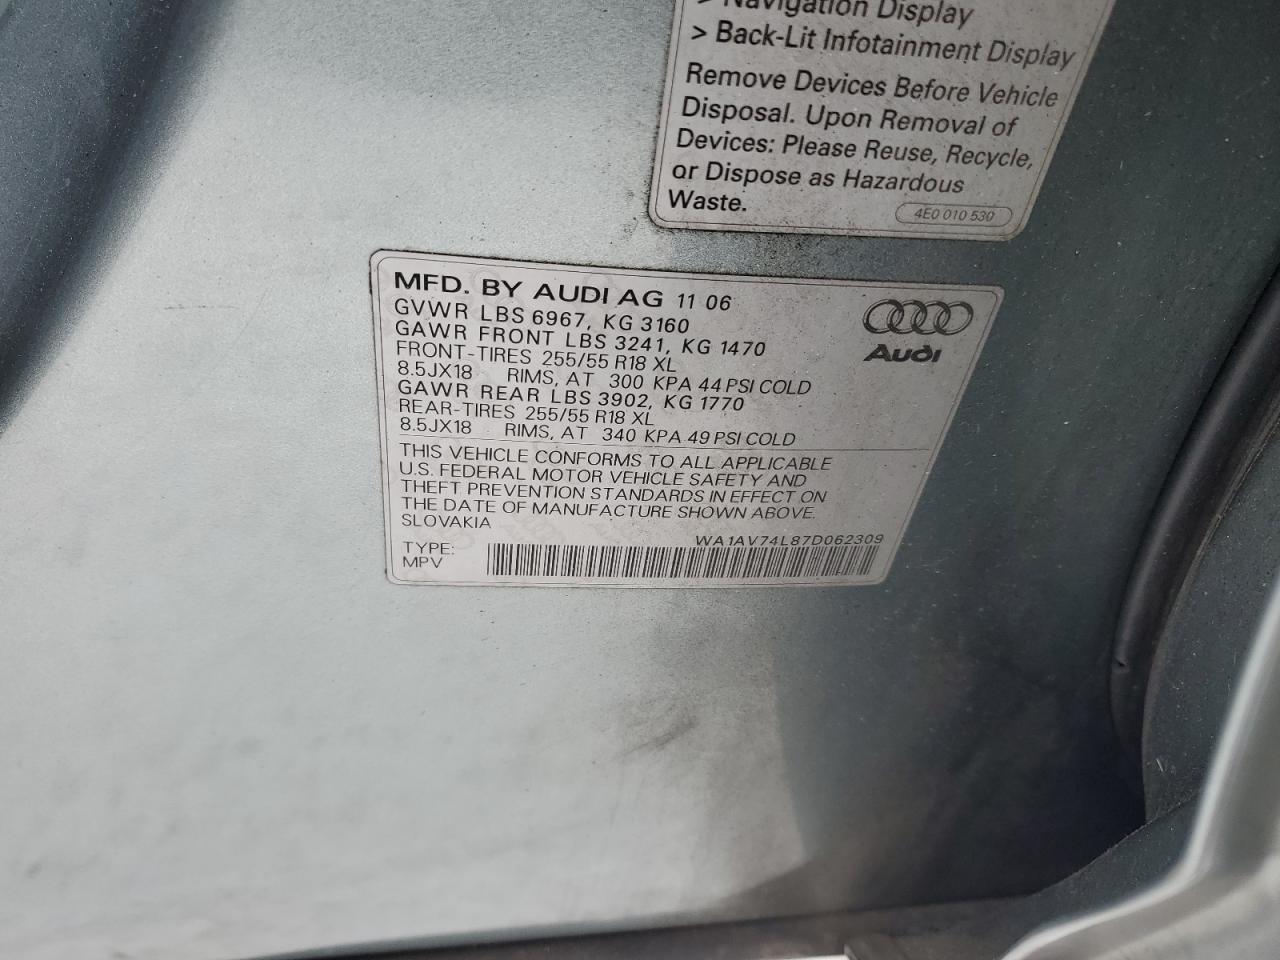 > Navigation Display
> Back-Lit Infotainment Display
Remove Devices Before Vehicle
Disposal. Upon Removal of
Devices: Please Reuse, Recycle,
or Dispose as Hazardous
Waste.
4E0 010 530
MFD. BY AUDI AG 11 06
GVWR LBS 6967, KG 3160
GAWR FRONT LBS 3241, KG 1470
FRONT-TIRES 255/55 R18 XL
8.5JX18 RIMS, AT 300 KPA 44 PSI COLD
GAWR REAR LBS 3902, KG 1770
REAR-TIRES 255/55 R18 XL
8.5JX18 RIMS, AT 340 KPA 49 PSI COLD
Audi
THIS VEHICLE CONFORMS TO ALL APPLICABLE
U.S. FEDERAL MOTOR VEHICLE SAFETY AND
THEFT PREVENTION STANDARDS IN EFFECT ON
THE DATE OF MANUFACTURE SHOWN ABOVE.
SLOVAKIA
WA1AV74L87D062309
TYPE:
MPV